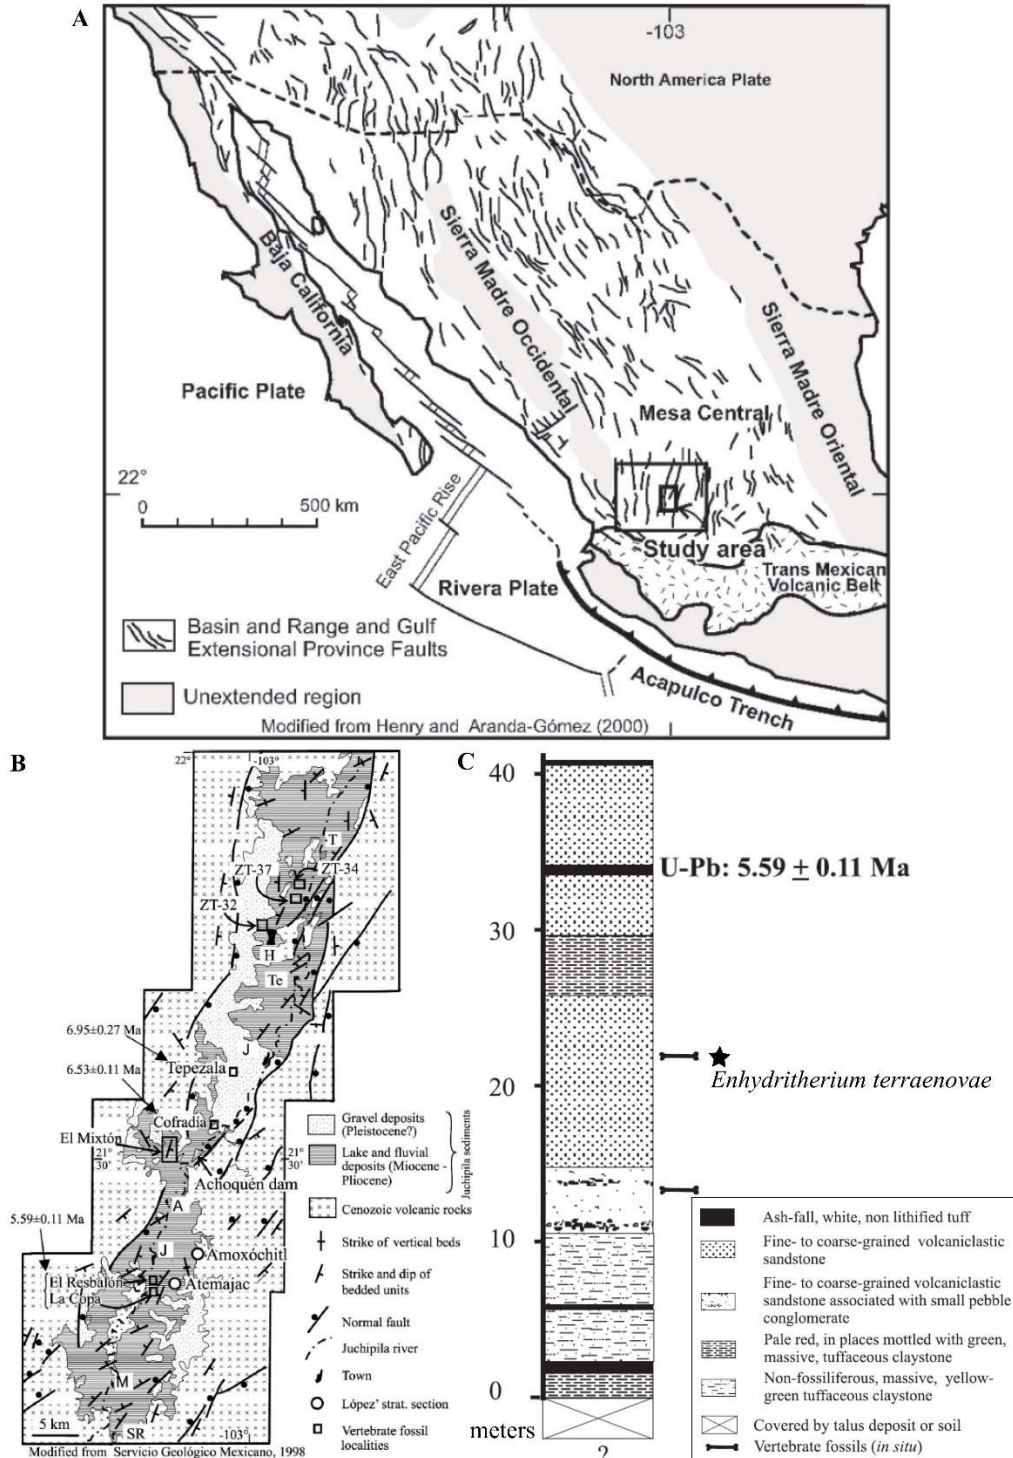 A
-103
North America Plate
Baja California
Sierra Madre Occidental
Sierra Madre Oriental
Pacific Plate
Mesa Central
22°
0 500 km
East Pacific Rise
Study area
Trans Mexican
Volcanic Belt
Rivera Plate
Basin and Range and Gulf
Extensional Province Faults
Unextended region
Acapulco Trench
Modified from Henry and Aranda-Gómez (2000)
B
22°
-103°
T
ZT-37
ZT-34
ZT-32
H
Te
J
6.95±0.27 Ma
Tepezala
6.53±0.11 Ma
Cofradía
El Mixtón
21°
30'
21°
30'
Achoquén dam
A
5.59±0.11 Ma
J
Amoxóchitl
El Resbalón
La Copa
Atemajac
M
SR
5 km
-103°
Modified from Servicio Geológico Mexicano, 1998
Gravel deposits
(Pleistocene?)
Lake and fluvial
deposits (Miocene -
Pliocene)
Juchipila sediments
Cenozoic volcanic rocks
Strike of vertical beds
Strike and dip of
bedded units
Normal fault
Juchipila river
Town
López' strat. section
Vertebrate fossil
localities
C
40
U-Pb: 5.59 ± 0.11 Ma
30
20
Enhydritherium terraenovae
10
0
meters
?
Ash-fall, white, non lithified tuff
Fine- to coarse-grained volcaniclastic
sandstone
Fine- to coarse-grained volcaniclastic
sandstone associated with small pebble
conglomerate
Pale red, in places mottled with green,
massive, tuffaceous claystone
Non-fossiliferous, massive, yellow-
green tuffaceous claystone
Covered by talus deposit or soil
Vertebrate fossils (in situ)